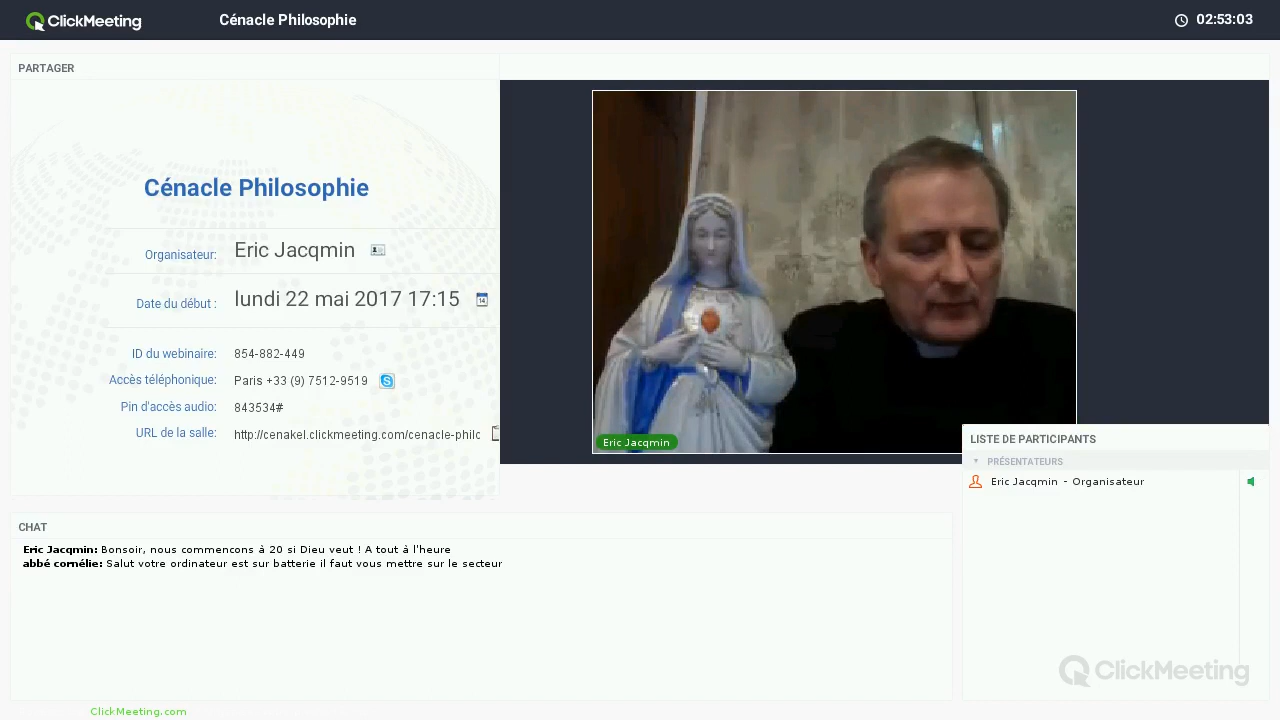 ClickMeeting
Cénacle Philosophie
02:53:03
PARTAGER
Cénacle Philosophie
Organisateur: Eric Jacqmin
Date du début : lundi 22 mai 2017 17:15
14
ID du webinaire: 854-882-449
Accès téléphonique: Paris +33 (9) 7512-9519
Pin d'accès audio: 843534#
URL de la salle: http://cenakel.clickmeeting.com/cenacle-philc
Eric Jacqmin
LISTE DE PARTICIPANTS
PRÉSENTATEURS
Eric Jacqmin - Organisateur
CHAT
Eric Jacqmin: Bonsoir, nous commencons à 20 si Dieu veut ! A tout à l'heure
abbé cornélie: Salut votre ordinateur est sur batterie il faut vous mettre sur le secteur
ClickMeeting
ClickMeeting.com